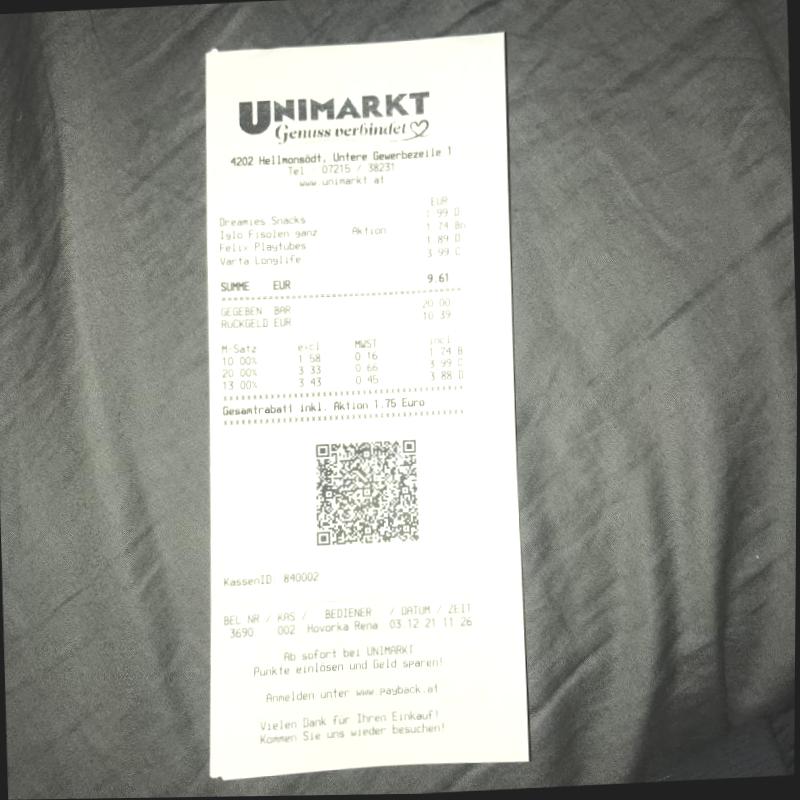 UNIMARKT
Genuss verbindet
4202 Hellmonsödt, Untere Gewerbezeile 1
Tel : 07215 / 38231
www.unimarkt.at
EUR
Dreamies Snacks 1.99 D
Iglo Fisolen ganz Aktion 1.74 Bn
Felix Playtubes 1.89 D
Varta Longlife 3.99 C
SUMME EUR 9.61
GEGEBEN BAR 20.00-
RÜCKGELD EUR 10.39
M-Satz excl MWST incl
10.00% 1.58 0.16 1.74 B
20.00% 3.33 0.66 3.99 C
13.00% 3.43 0.45 3.88 D
Gesamtrabatt inkl. Aktion 1.75 Euro
KassenID: 840002
BEL NR / KAS / BEDIENER / DATUM / ZEIT
3690 002 Hovorka Rena 03.12.21 11:26
Ab sofort bei UNIMARKT
Punkte einlösen und Geld sparen!
Anmelden unter www.payback.at
Vielen Dank für Ihren Einkauf!
Kommen Sie uns wieder besuchen!